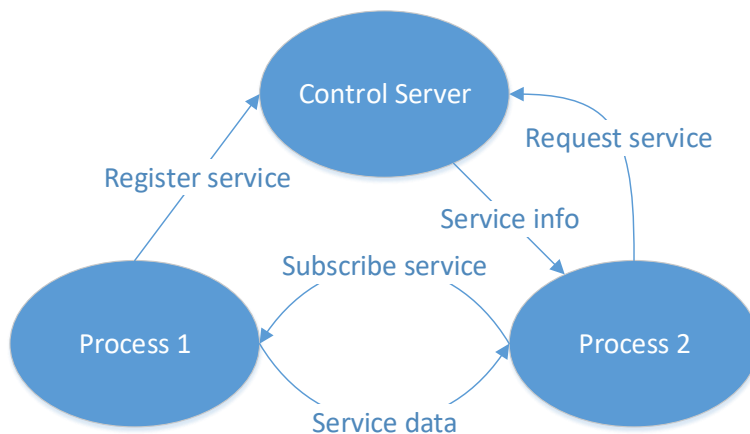 Control Server
Request service
Register service
Service info
Subscribe service
Process 1
Process 2
Service data